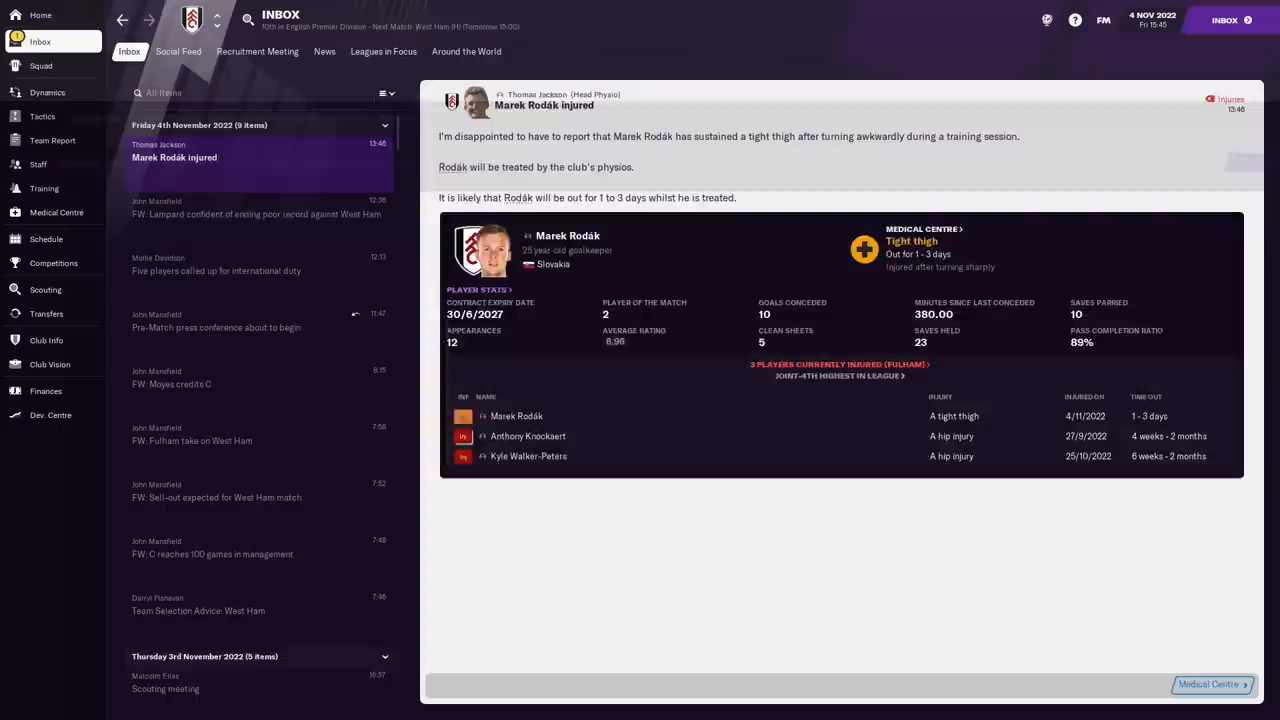 Home
Inbox
Squad
Dynamics
Tactics
Team Report
Staff
Training
Medical Centre
Schedule
Competitions
Scouting
Transfers
Club Info
Club Vision
Finances
Dev. Centre
1
INBOX
10th in English Premier Division - Next Match: West Ham (H) (Tomorrow 15:00)
FM
4 NOV 2022
Fri 15:45
INBOX
Inbox
Social Feed
Recruitment Meeting
News
Leagues in Focus
Around the World
All Items
Friday 4th November 2022 (9 items)
Thomas Jackson 13:46
Marek Rodák injured
John Mansfield 12:36
FW: Lampard confident of ending poor record against West Ham
Mollie Davidson 12:13
Five players called up for international duty
John Mansfield 11:47
Pre-Match press conference about to begin
John Mansfield 8:15
FW: Moyes credits C
John Mansfield 7:58
FW: Fulham take on West Ham
John Mansfield 7:52
FW: Sell-out expected for West Ham match
John Mansfield 7:48
FW: C reaches 100 games in management
Darryl Flahavan 7:46
Team Selection Advice: West Ham
Thursday 3rd November 2022 (5 items)
Malcolm Elias 16:57
Scouting meeting
Thomas Jackson (Head Physio)
Marek Rodák injured
Injuries
13:46
I'm disappointed to have to report that Marek Rodák has sustained a tight thigh after turning awkwardly during a training session.
Rodák will be treated by the club's physios.
It is likely that Rodák will be out for 1 to 3 days whilst he is treated.
Marek Rodák
25 year-old goalkeeper
Slovakia
MEDICAL CENTRE >
Tight thigh
Out for 1 - 3 days
Injured after turning sharply
PLAYER STATS >
CONTRACT EXPIRY DATE PLAYER OF THE MATCH GOALS CONCEDED MINUTES SINCE LAST CONCEDED SAVES PARRIED
30/6/2027 2 10 380.00 10
APPEARANCES AVERAGE RATING CLEAN SHEETS SAVES HELD PASS COMPLETION RATIO
12 6.96 5 23 89%
3 PLAYERS CURRENTLY INJURED (FULHAM) >
JOINT-4TH HIGHEST IN LEAGUE >
INF NAME INJURY INJURED ON TIME OUT
Marek Rodák A tight thigh 4/11/2022 1 - 3 days
Inj Anthony Knockaert A hip injury 27/9/2022 4 weeks - 2 months
Inj Kyle Walker-Peters A hip injury 25/10/2022 6 weeks - 2 months
Medical Centre >